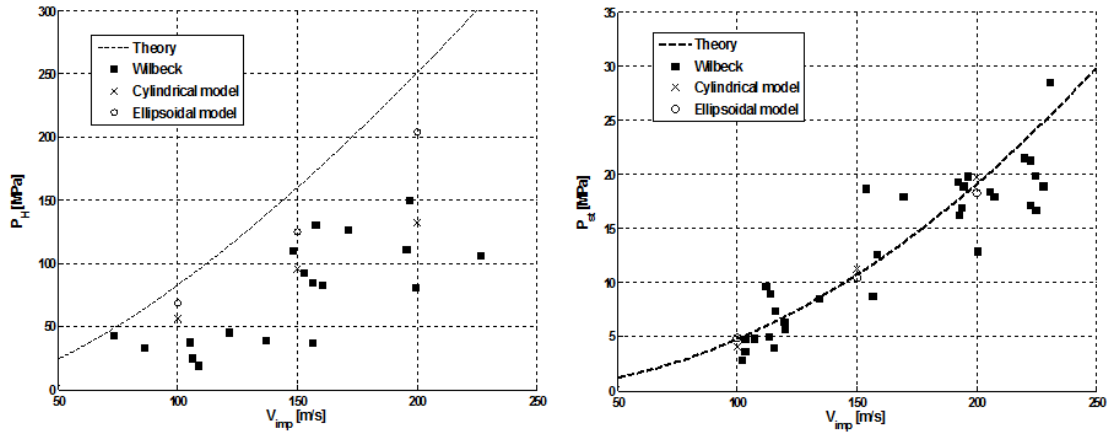 300
250
200
150
100
50
0
P_H [MPa]
Theory
Wilbeck
Cylindrical model
Ellipsoidal model
50 100 150 200 250
V_imp [m/s]
35
30
25
20
15
10
5
0
P_st [MPa]
Theory
Wilbeck
Cylindrical model
Ellipsoidal model
50 100 150 200 250
V_imp [m/s]